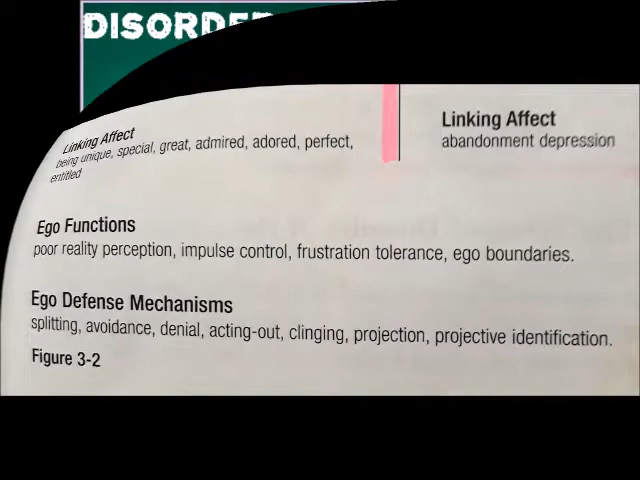 DISORDER
Linking Affect
being unique, special, great, admired, adored, perfect,
entitled
Linking Affect
abandonment depression
Ego Functions
poor reality perception, impulse control, frustration tolerance, ego boundaries.
Ego Defense Mechanisms
splitting, avoidance, denial, acting-out, clinging, projection, projective identification.
Figure 3-2